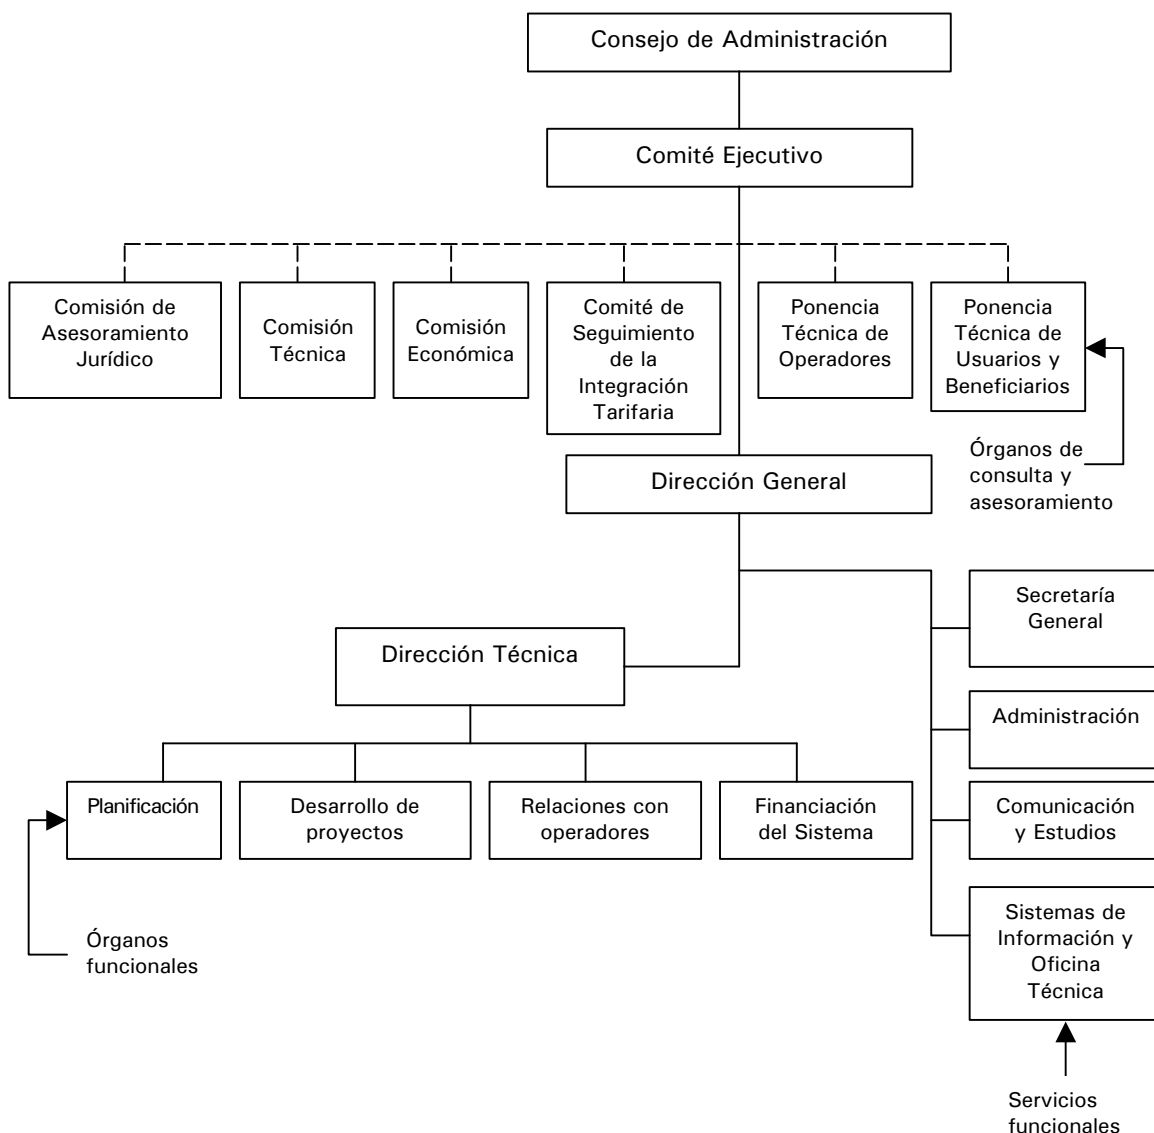 Consejo de Administración
Comité Ejecutivo
Comisión de
Asesoramiento
Jurídico
Comisión
Técnica
Comisión
Económica
Comité de
Seguimiento
de la
Integración
Tarifaria
Ponencia
Técnica de
Operadores
Ponencia
Técnica de
Usuarios y
Beneficiarios
Órganos de
consulta y
asesoramiento
Dirección General
Secretaría
General
Dirección Técnica
Administración
Planificación
Desarrollo de
proyectos
Relaciones con
operadores
Financiación
del Sistema
Comunicación
y Estudios
Órganos
funcionales
Sistemas de
Información y
Oficina
Técnica
Servicios
funcionales